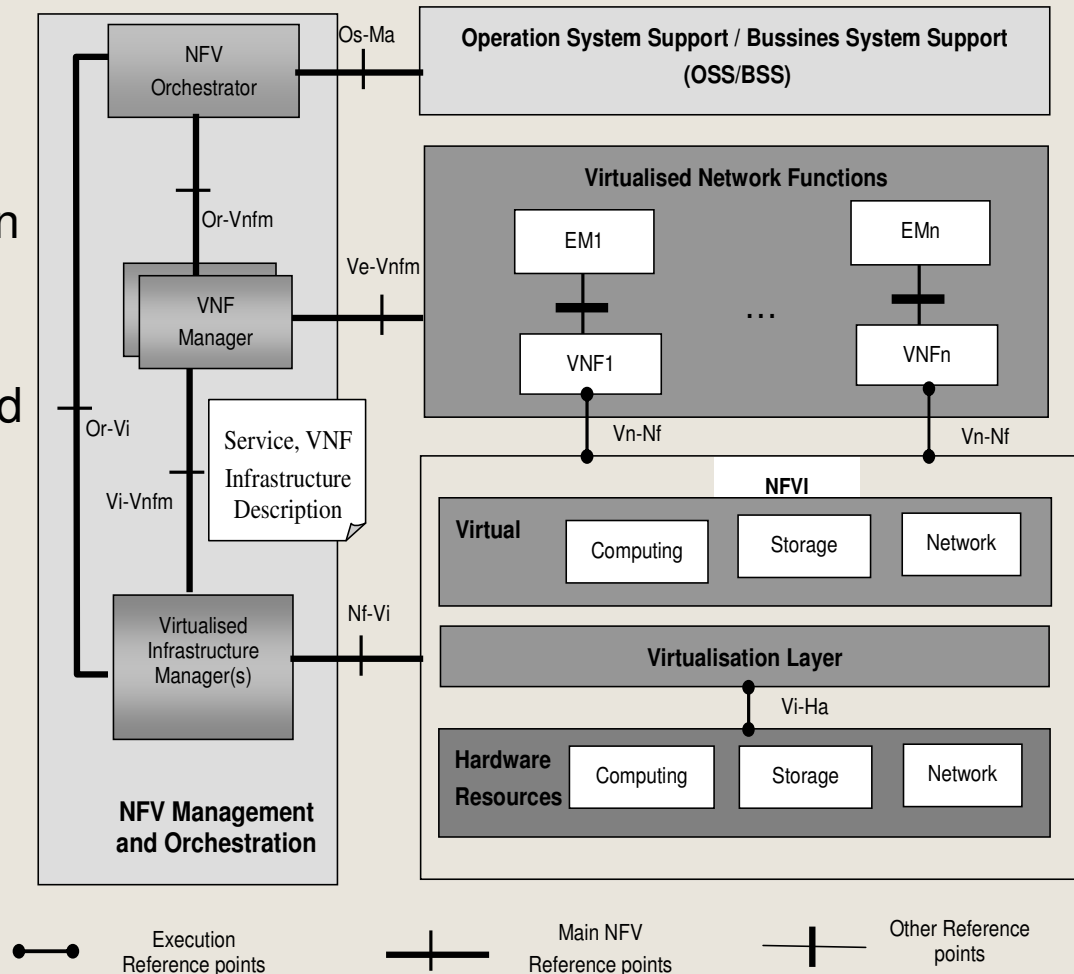 Os-Ma
NFV
Orchestrator
Operation System Support / Bussines System Support
(OSS/BSS)
n
Or-Vnfm
Virtualised Network Functions
EM1
EMn
Ve-Vnfm
VNF
Manager
...
VNF1
VNFn
d
Or-Vi
Service, VNF
Infrastructure
Description
Vn-Nf
Vn-Nf
Vi-Vnfm
NFVI
Virtual
Computing
Storage
Network
Nf-Vi
Virtualised
Infrastructure
Manager(s)
Virtualisation Layer
Vi-Ha
Hardware
Resources
Computing
Storage
Network
NFV Management
and Orchestration
Execution
Reference points
Main NFV
Reference points
Other Reference
points